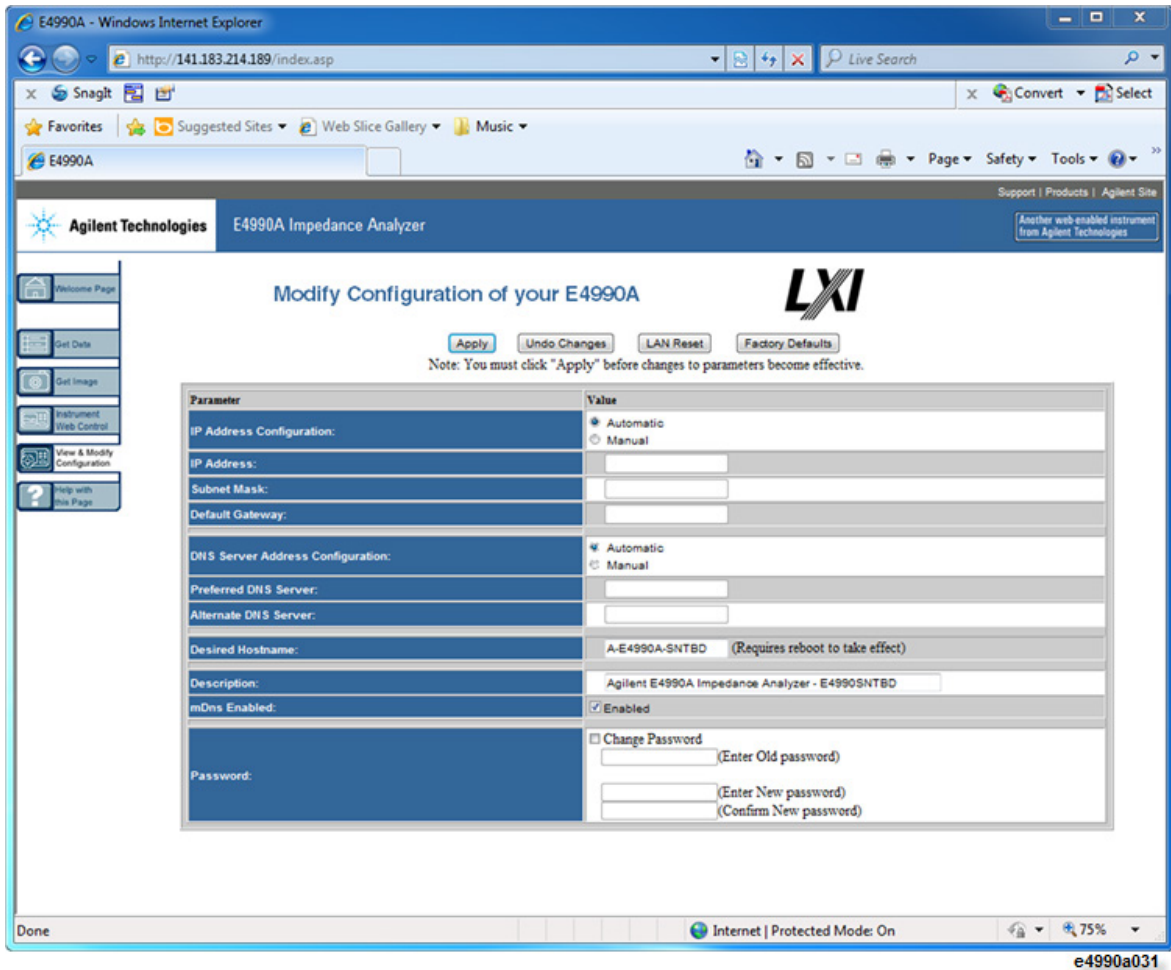 E4990A - Windows Internet Explorer
http://141.183.214.189/index.asp
Live Search
SnagIt
Convert
Select
Favorites
Suggested Sites
Web Slice Gallery
Music
E4990A
Page
Safety
Tools
Support | Products | Agilent Site
Agilent Technologies
E4990A Impedance Analyzer
Another web-enabled instrument
from Agilent Technologies
Welcome Page
Get Data
Get Image
Instrument
Web Control
View & Modify
Configuration
Help with
this Page
Modify Configuration of your E4990A
LXI
Apply
Undo Changes
LAN Reset
Factory Defaults
Note: You must click "Apply" before changes to parameters become effective.
Parameter
Value
IP Address Configuration:
Automatic
Manual
IP Address:
Subnet Mask:
Default Gateway:
DNS Server Address Configuration:
Automatic
Manual
Preferred DNS Server:
Alternate DNS Server:
Desired Hostname:
A-E4990A-SNTBD
(Requires reboot to take effect)
Description:
Agilent E4990A Impedance Analyzer - E4990SNTBD
mDns Enabled:
Enabled
Password:
Change Password
(Enter Old password)
(Enter New password)
(Confirm New password)
Done
Internet | Protected Mode: On
75%
e4990a031